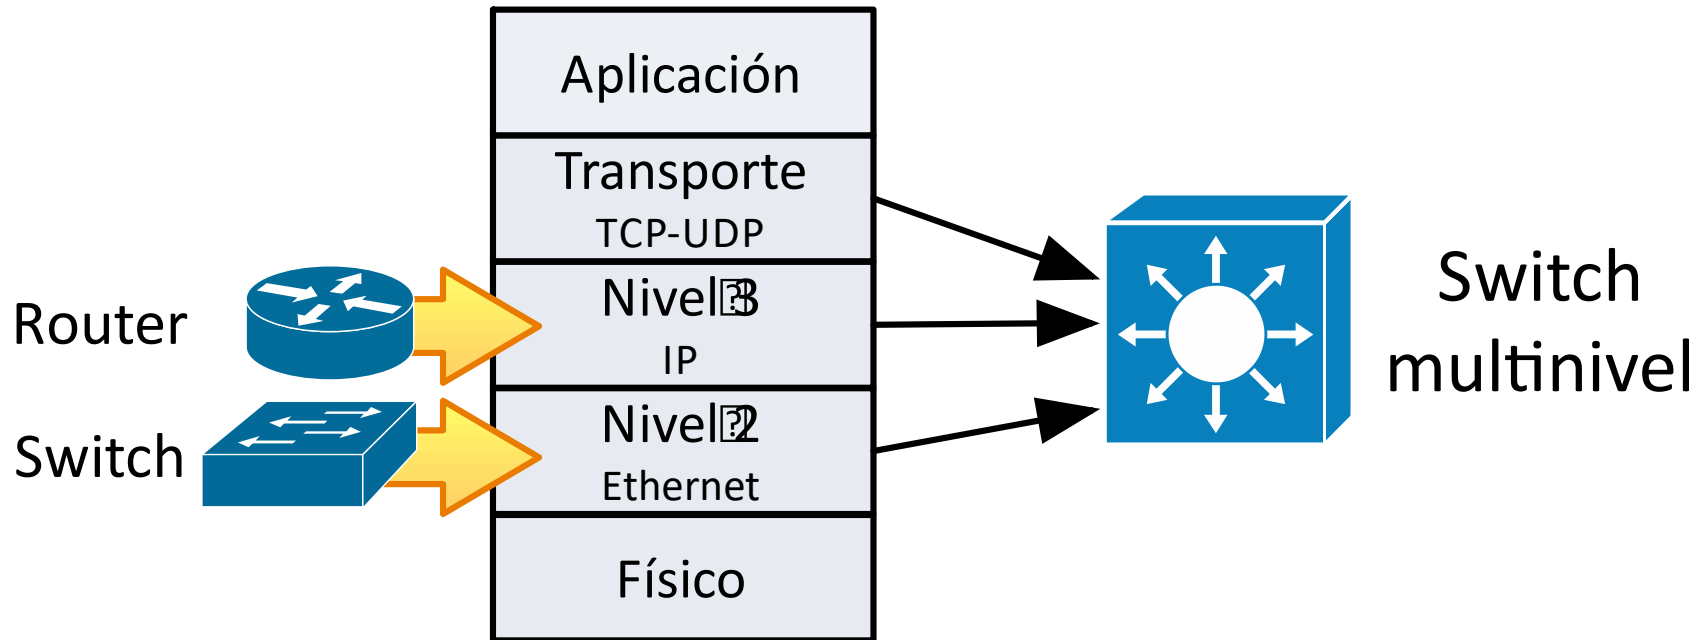 Aplicación
Transporte
TCP-UDP
Router
Nivel 3
IP
Switch
Nivel 2
Ethernet
Físico
Switch
multinivel